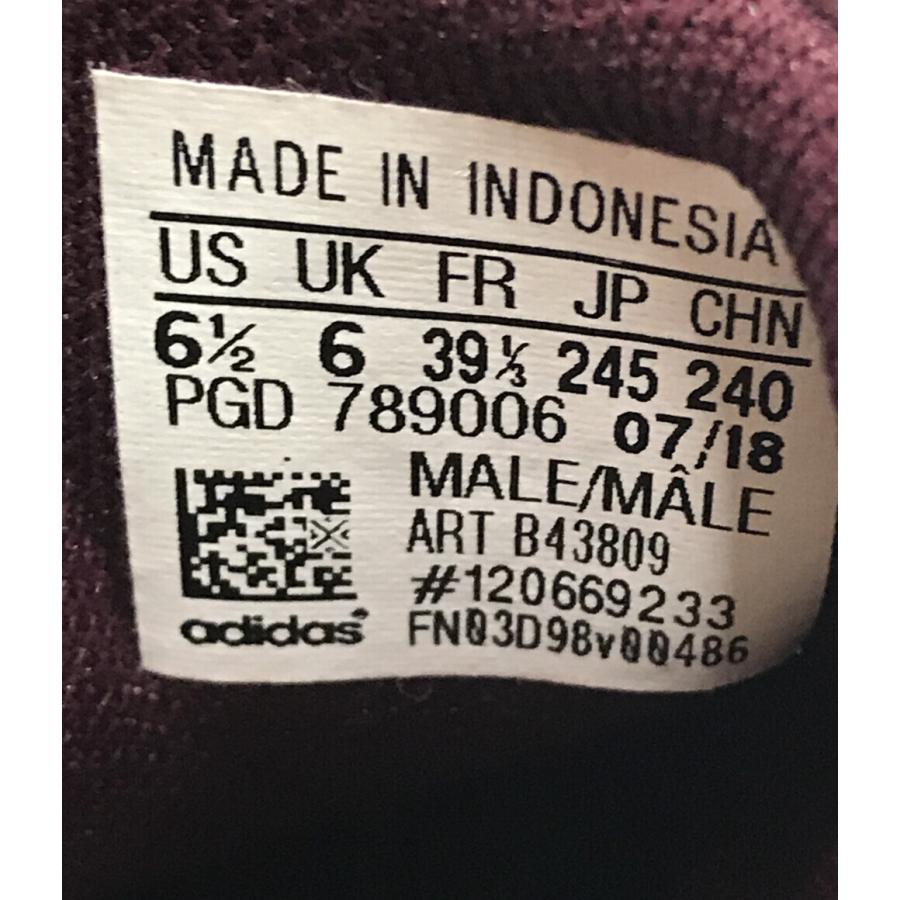 MADE IN INDONESIA
US UK FR JP CHN
6½ 6 39⅓ 245 240
PGD 789006 07/18
MALE/MÂLE
ART B43809
#120669233
adidas® FN03D98v00486